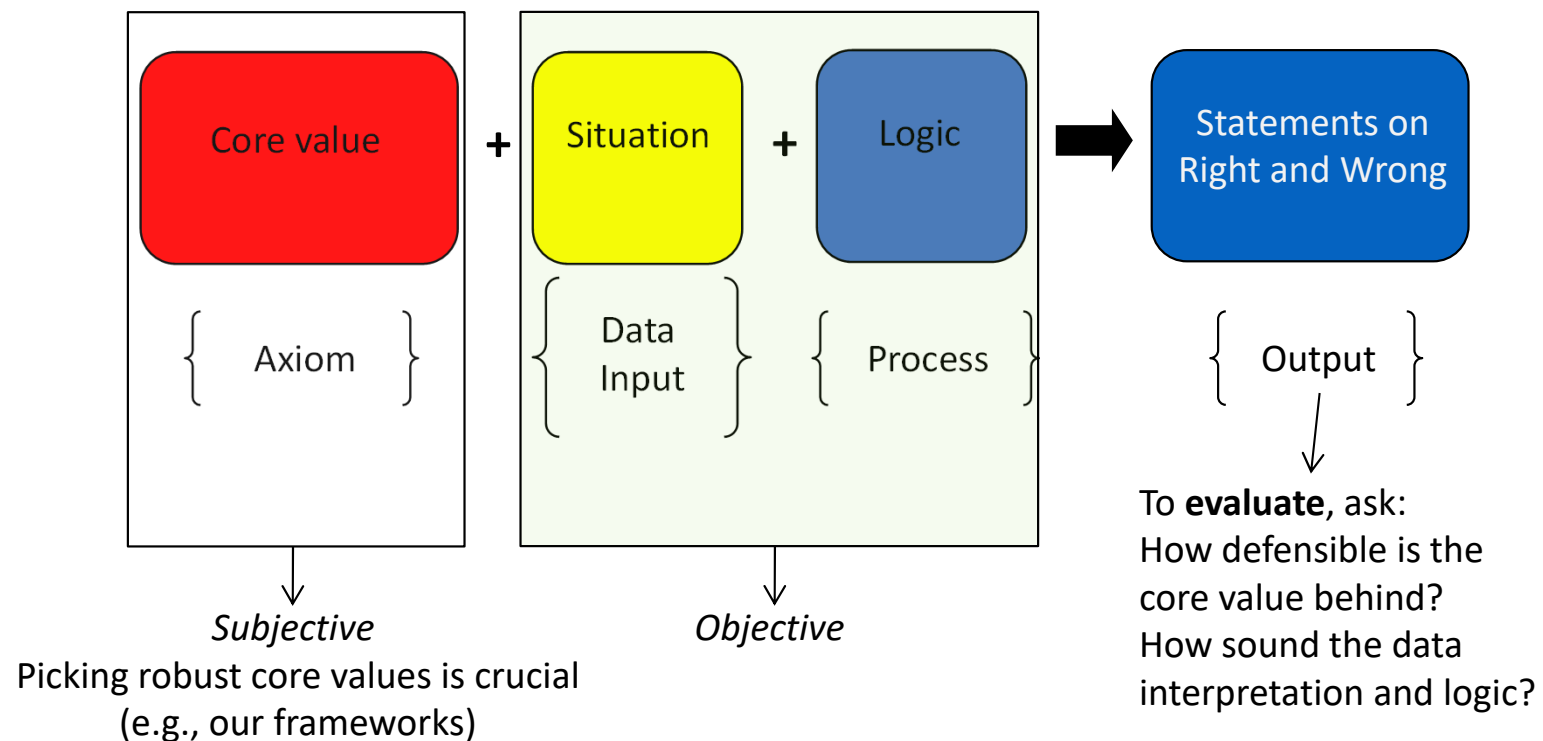 Core value
+
Situation
+
Logic
Statements on
Right and Wrong
{ Axiom }
{ Data
Input }
{ Process }
{ Output }
Subjective
Picking robust core values is crucial
(e.g., our frameworks)
Objective
To evaluate, ask:
How defensible is the
core value behind?
How sound the data
interpretation and logic?